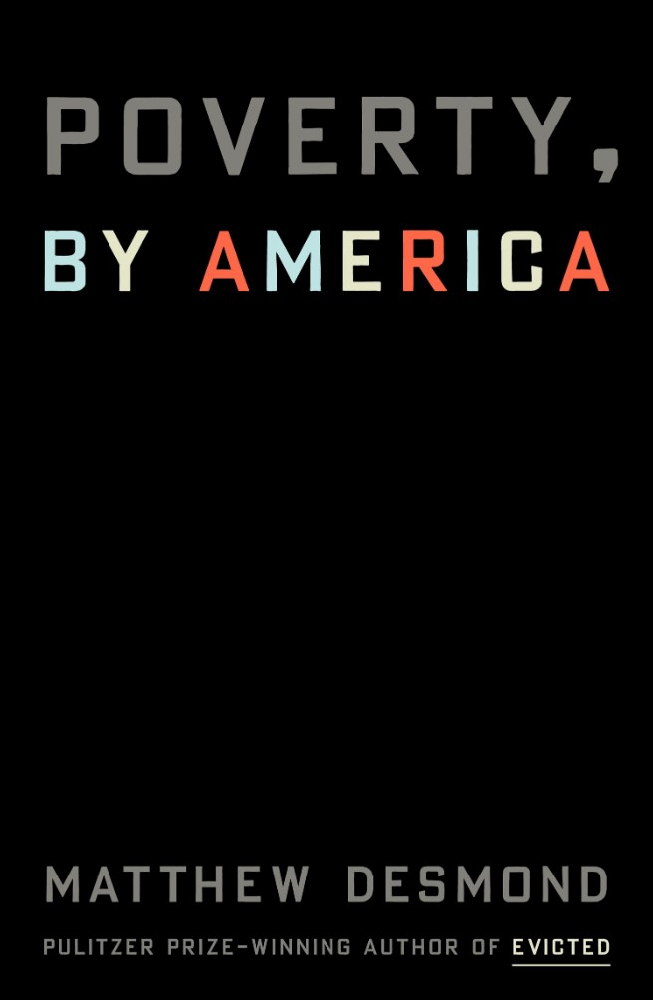 POVERTY,
BY AMERICA
MATTHEW DESMOND
PULITZER PRIZE-WINNING AUTHOR OF EVICTED